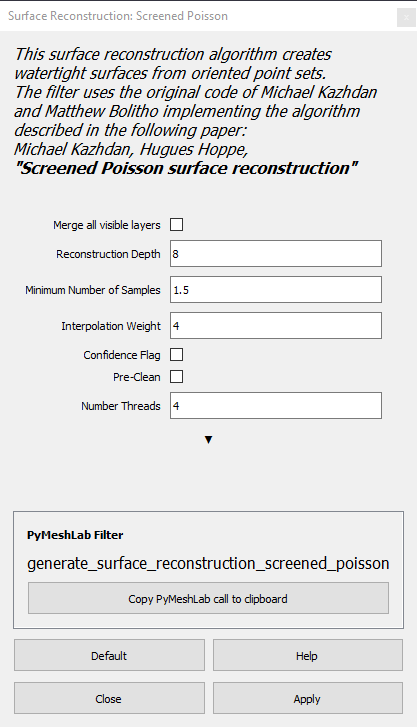 Surface Reconstruction: Screened Poisson
x
This surface reconstruction algorithm creates
watertight surfaces from oriented point sets.
The filter uses the original code of Michael Kazhdan
and Matthew Bolitho implementing the algorithm
described in the following paper:
Michael Kazhdan, Hugues Hoppe,
"Screened Poisson surface reconstruction"
Merge all visible layers
Reconstruction Depth 8
Minimum Number of Samples 1.5
Interpolation Weight 4
Confidence Flag
Pre-Clean
Number Threads 4
▼
PyMeshLab Filter
generate_surface_reconstruction_screened_poisson
Copy PyMeshLab call to clipboard
Default Help
Close Apply